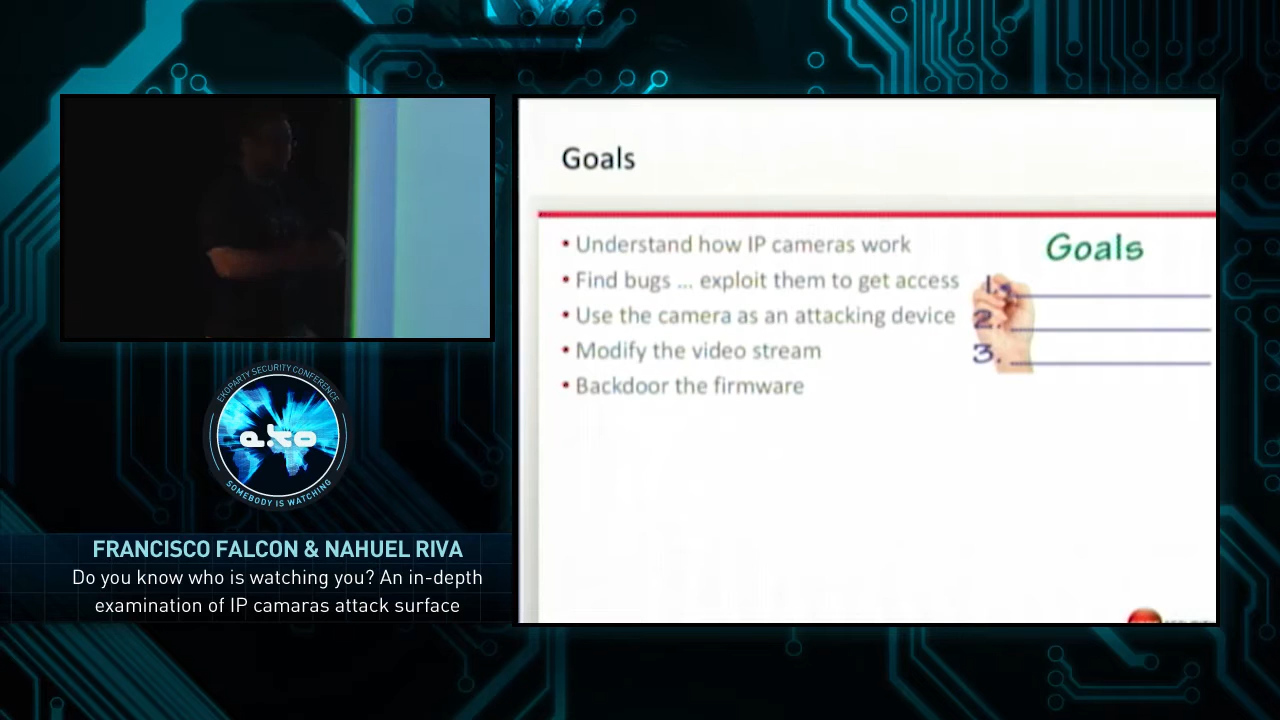 Goals
• Understand how IP cameras work
• Find bugs ... exploit them to get access
• Use the camera as an attacking device
• Modify the video stream
• Backdoor the firmware
Goals
1.
2.
3.
EKOPARTY SECURITY CONFERENCE
eko
SOMEBODY IS WATCHING
FRANCISCO FALCON & NAHUEL RIVA
Do you know who is watching you? An in-depth
examination of IP camaras attack surface